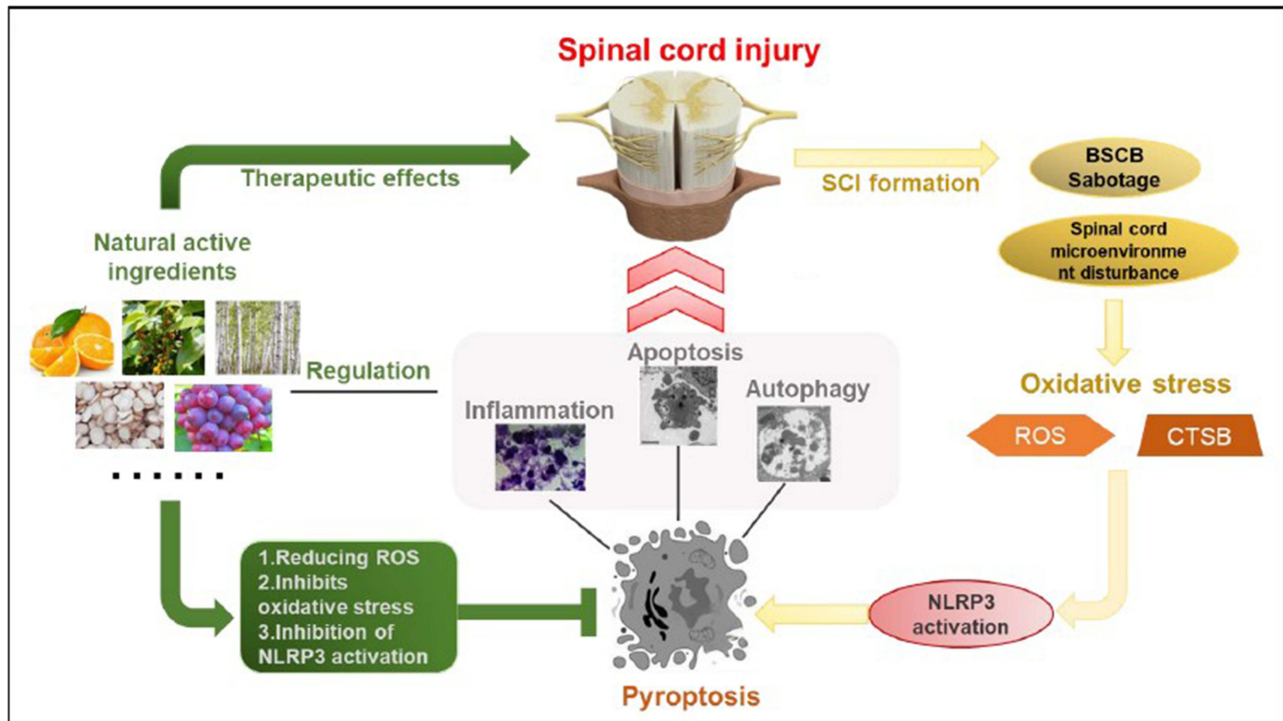 Spinal cord injury
Therapeutic effects
SCI formation
BSCB
Sabotage
Spinal cord
microenvironme
nt disturbance
Natural active
ingredients
Regulation
Apoptosis
Inflammation
Autophagy
Oxidative stress
ROS
CTSB
......
1.Reducing ROS
2.Inhibits
oxidative stress
3.Inhibition of
NLRP3 activation
NLRP3
activation
Pyroptosis